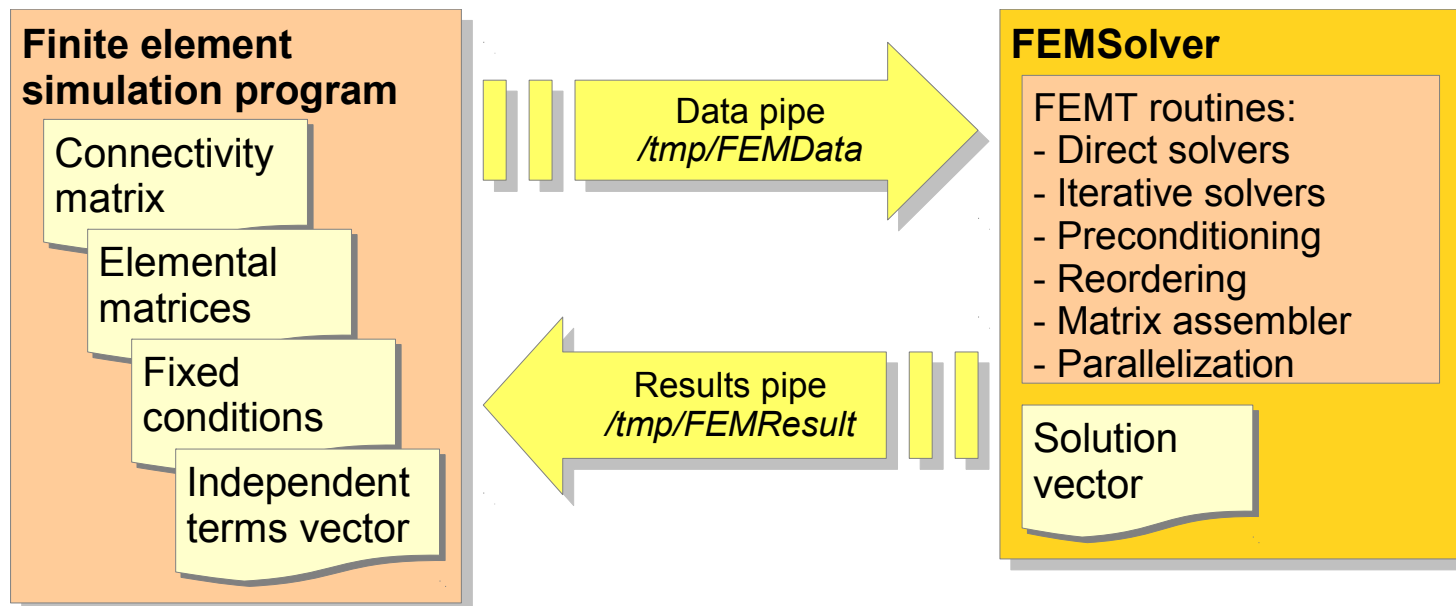 Finite element
simulation program
Connectivity
matrix
Elemental
matrices
Fixed
conditions
Independent
terms vector
Data pipe
/tmp/FEMData
Results pipe
/tmp/FEMResult
FEMSolver
FEMT routines:
- Direct solvers
- Iterative solvers
- Preconditioning
- Reordering
- Matrix assembler
- Parallelization
Solution
vector